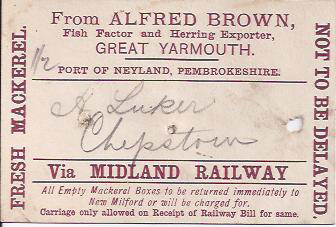 From ALFRED BROWN,
Fish Factor and Herring Exporter,
GREAT YARMOUTH.
1/2
PORT OF NEYLAND, PEMBROKESHIRE.
A Luker
Chepstow
Via MIDLAND RAILWAY
All Empty Mackerel Boxes to be returned immediately to
New Milford or will be charged for.
Carriage only allowed on Receipt of Railway Bill for same.
FRESH MACKEREL.
NOT TO BE DELAYED.